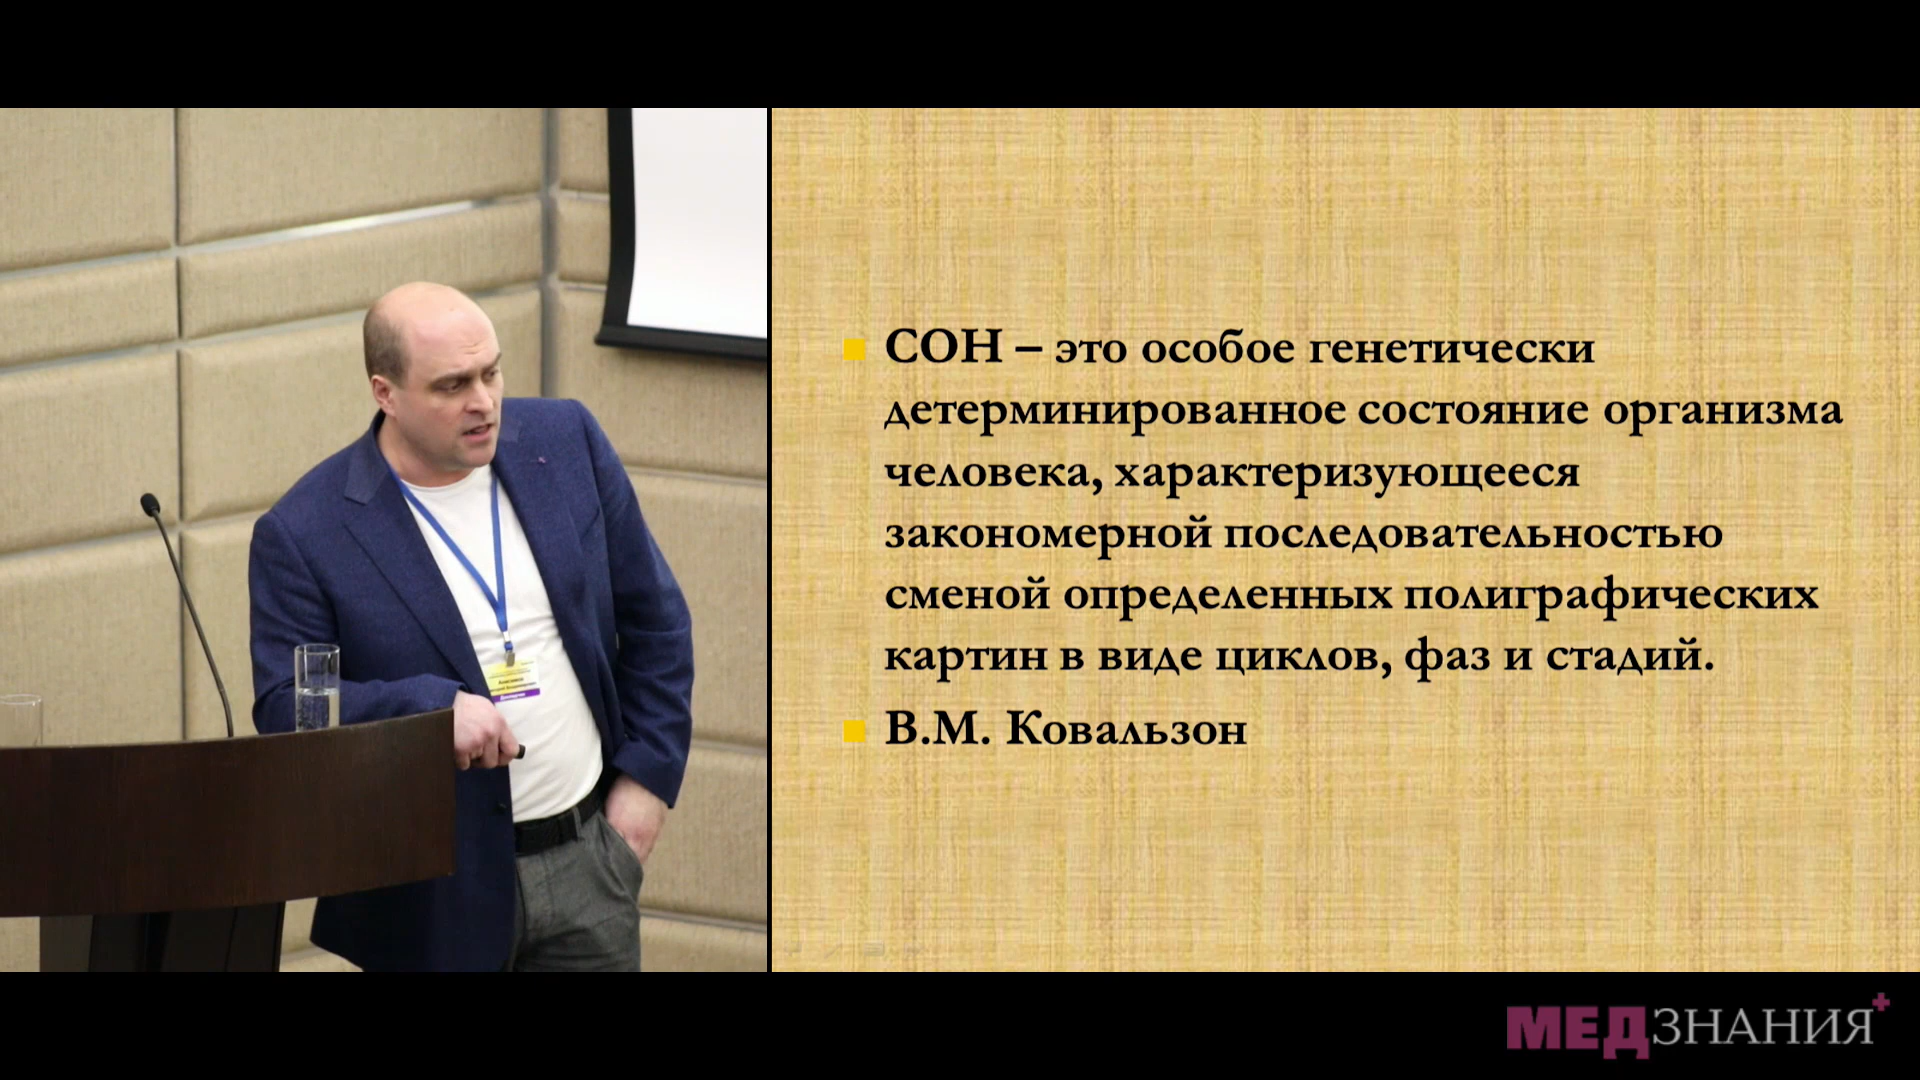 СОН – это особое генетически
детерминированное состояние организма
человека, характеризующееся
закономерной последовательностью
сменой определенных полиграфических
картин в виде циклов, фаз и стадий.
В.М. Ковальзон
МЕДЗНАНИЯ+